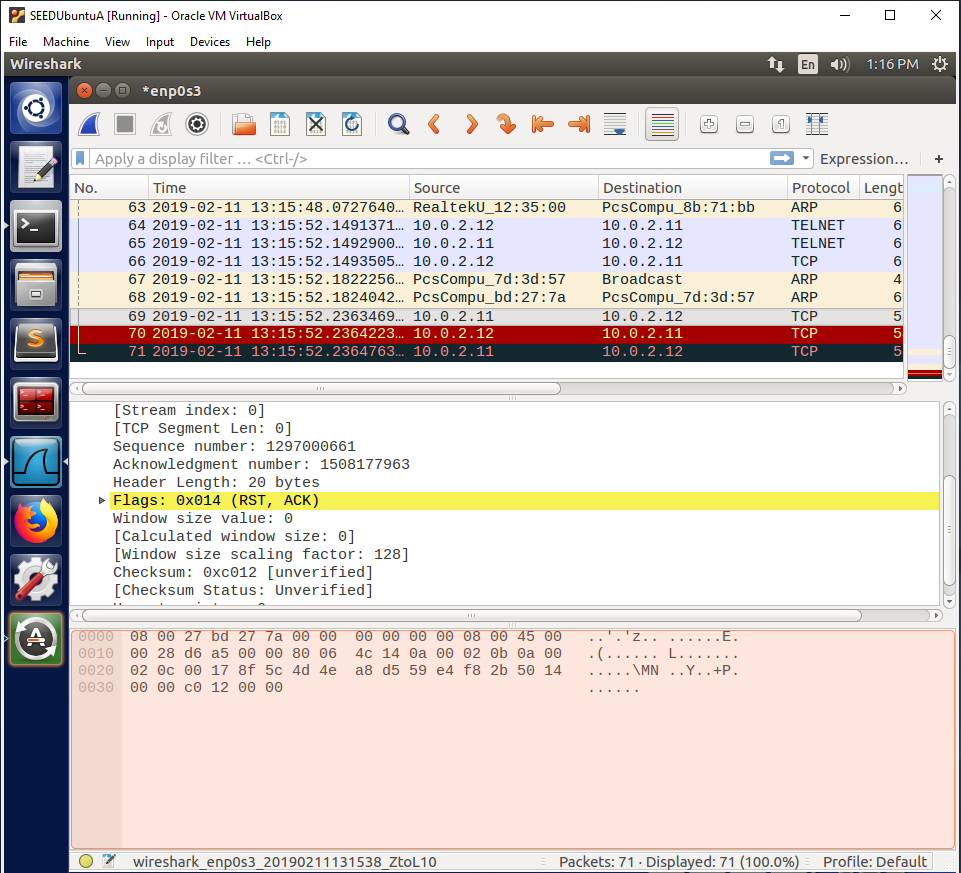 SEEDUbuntuA [Running] - Oracle VM VirtualBox
File Machine View Input Devices Help
Wireshark En 1:16 PM
*enp0s3
Apply a display filter … <Ctrl-/> Expression… +
No. Time Source Destination Protocol Lengt
63 2019-02-11 13:15:48.0727640… RealtekU_12:35:00 PcsCompu_8b:71:bb ARP 6
64 2019-02-11 13:15:52.1491371… 10.0.2.12 10.0.2.11 TELNET 6
65 2019-02-11 13:15:52.1492900… 10.0.2.11 10.0.2.12 TELNET 6
66 2019-02-11 13:15:52.1493505… 10.0.2.12 10.0.2.11 TCP 6
67 2019-02-11 13:15:52.1822256… PcsCompu_7d:3d:57 Broadcast ARP 4
68 2019-02-11 13:15:52.1824042… PcsCompu_bd:27:7a PcsCompu_7d:3d:57 ARP 6
69 2019-02-11 13:15:52.2363469… 10.0.2.11 10.0.2.12 TCP 5
70 2019-02-11 13:15:52.2364223… 10.0.2.12 10.0.2.11 TCP 5
71 2019-02-11 13:15:52.2364763… 10.0.2.11 10.0.2.12 TCP 5
[Stream index: 0]
[TCP Segment Len: 0]
Sequence number: 1297000661
Acknowledgment number: 1508177963
Header Length: 20 bytes
Flags: 0x014 (RST, ACK)
Window size value: 0
[Calculated window size: 0]
[Window size scaling factor: 128]
Checksum: 0xc012 [unverified]
[Checksum Status: Unverified]
0000 08 00 27 bd 27 7a 00 00 00 00 00 00 08 00 45 00 ..'.'z.. ......E.
0010 00 28 d6 a5 00 00 80 06 4c 14 0a 00 02 0b 0a 00 .(...... L.......
0020 02 0c 00 17 8f 5c 4d 4e a8 d5 59 e4 f8 2b 50 14 .....\MN ..Y..+P.
0030 00 00 c0 12 00 00 ......
wireshark_enp0s3_20190211131538_ZtoL10 Packets: 71 · Displayed: 71 (100.0%) Profile: Default